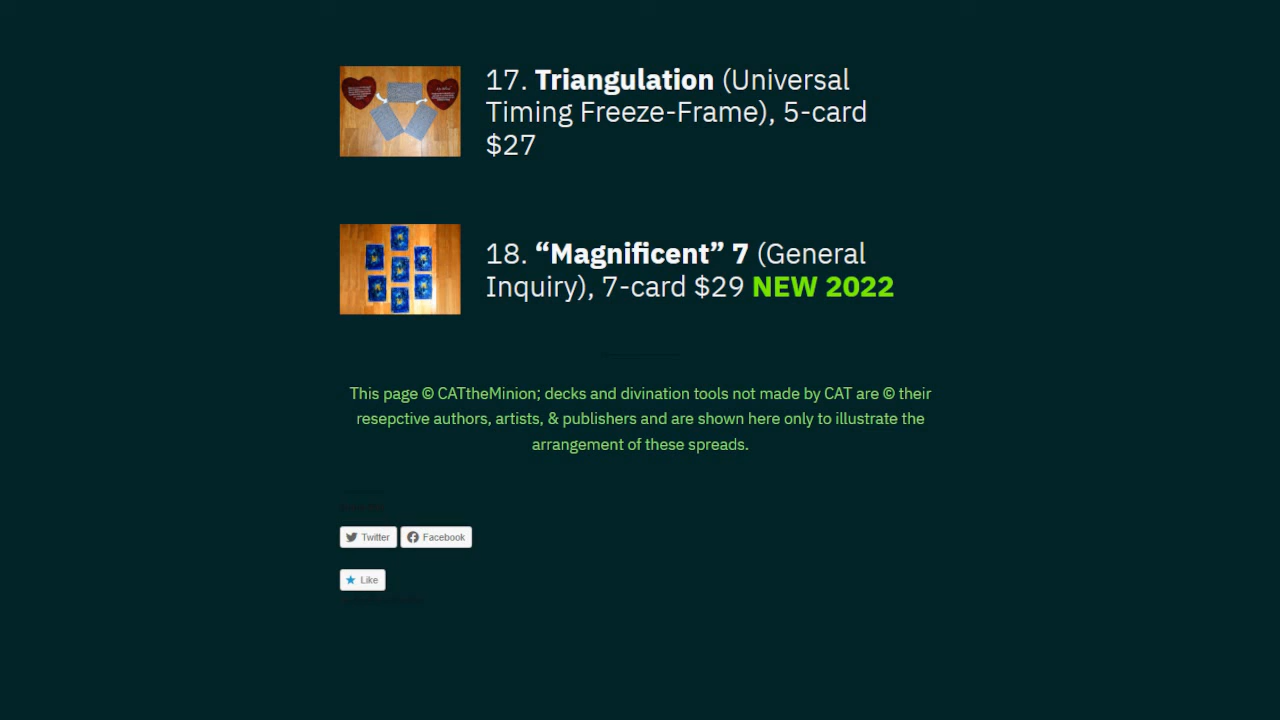 17. Triangulation (Universal
Timing Freeze-Frame), 5-card
$27
18. “Magnificent” 7 (General
Inquiry), 7-card $29 NEW 2022
This page © CATtheMinion; decks and divination tools not made by CAT are © their
resepctive authors, artists, & publishers and are shown here only to illustrate the
arrangement of these spreads.
Twitter
Facebook
Like